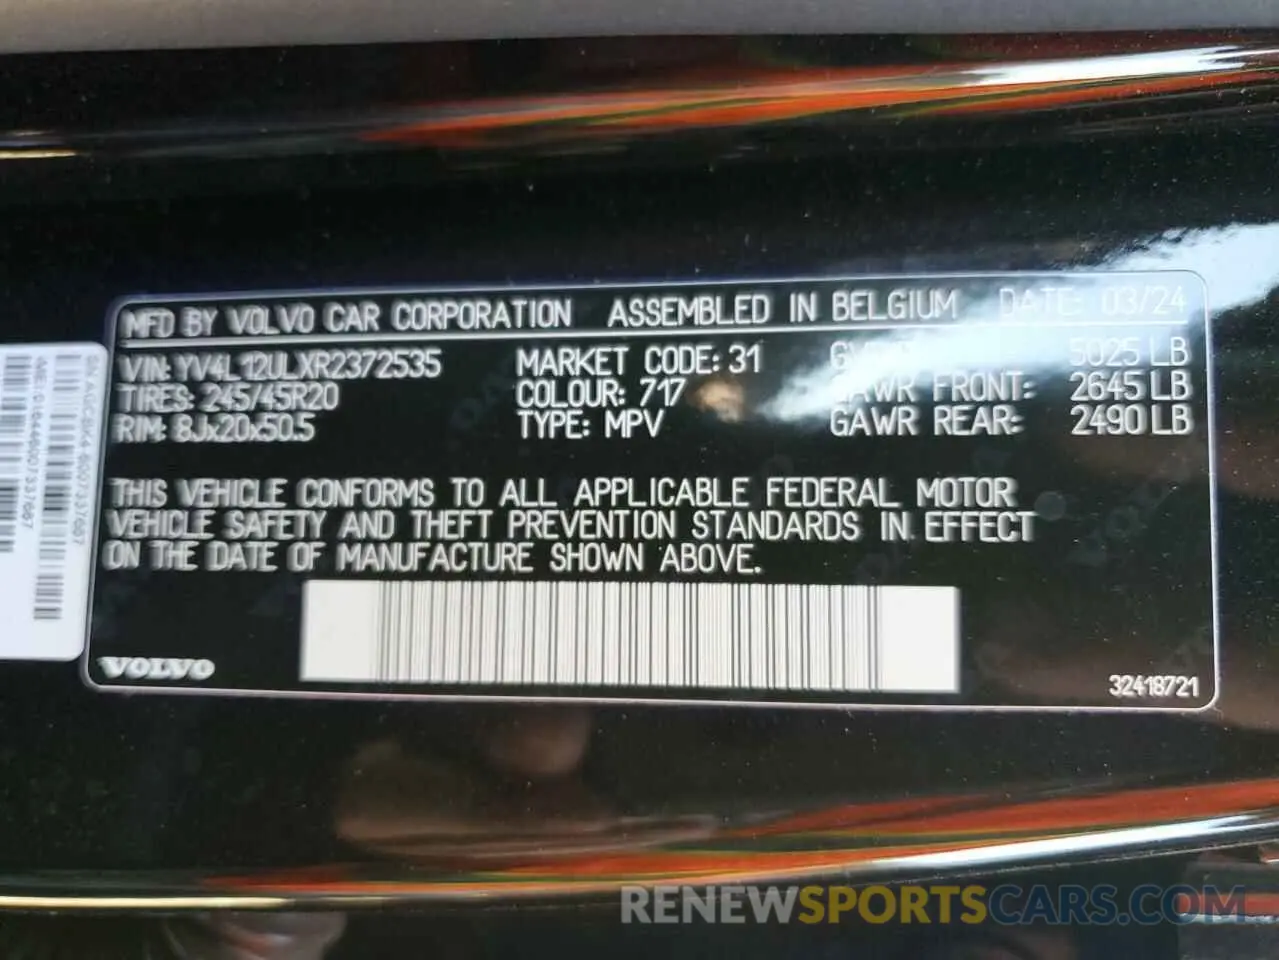 MFD BY VOLVO CAR CORPORATION ASSEMBLED IN BELGIUM DATE: 03/24
VIN: YV4L12ULXR2372535 MARKET CODE: 31 5025 LB
TIRES: 245/45R20 COLOUR: 717 GAWR FRONT: 2645 LB
RIM: 8Jx20x50.5 TYPE: MPV GAWR REAR: 2490 LB
THIS VEHICLE CONFORMS TO ALL APPLICABLE FEDERAL MOTOR
VEHICLE SAFETY AND THEFT PREVENTION STANDARDS IN EFFECT
ON THE DATE OF MANUFACTURE SHOWN ABOVE.
VOLVO
32418721
RENEWSPORTSCARS.COM